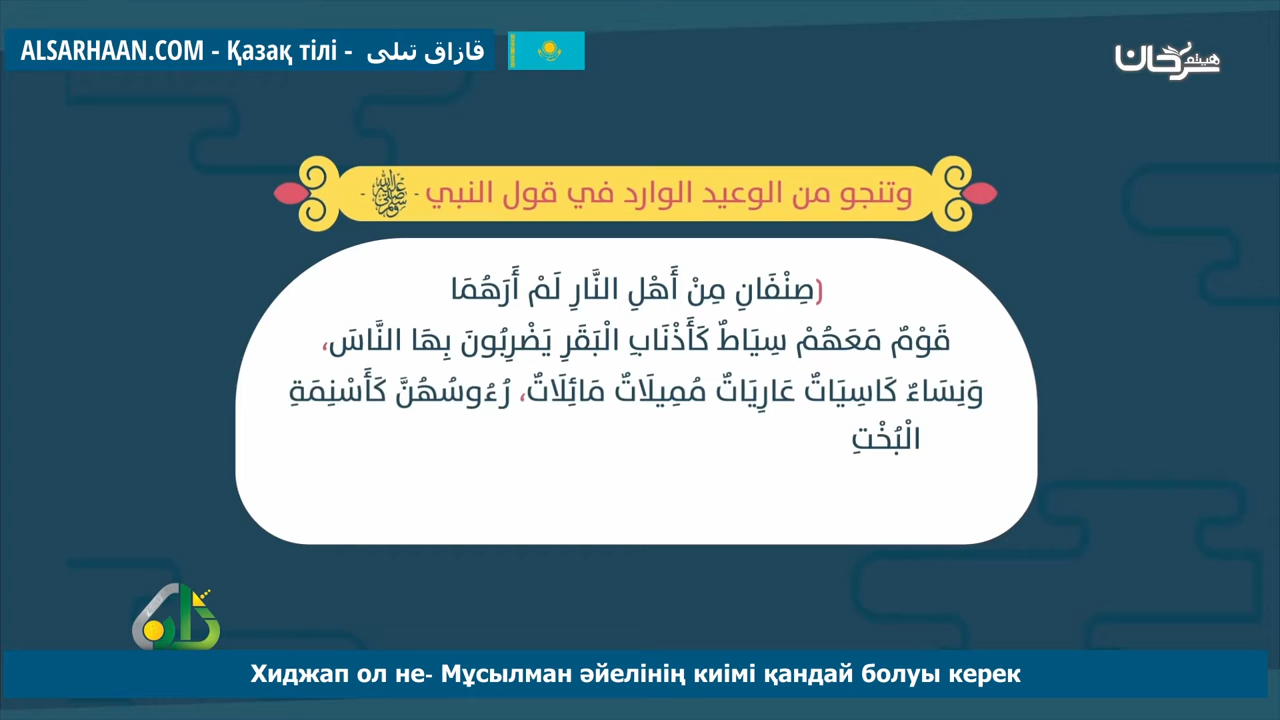 ALSARHAAN.COM - Қазақ тілі - قازاق تىلى
هيثم سرحان
وتنجو من الوعيد الوارد في قول النبي - ﷺ -
(صِنْفَانِ مِنْ أَهْلِ النَّارِ لَمْ أَرَهُمَا
قَوْمٌ مَعَهُمْ سِيَاطٌ كَأَذْنَابِ الْبَقَرِ يَضْرِبُونَ بِهَا النَّاسَ،
وَنِسَاءٌ كَاسِيَاتٌ عَارِيَاتٌ مُمِيلَاتٌ مَائِلَاتٌ، رُءُوسُهُنَّ كَأَسْنِمَةِ
الْبُخْتِ
Хиджап ол не- Мұсылман әйелінің киімі қандай болуы керек